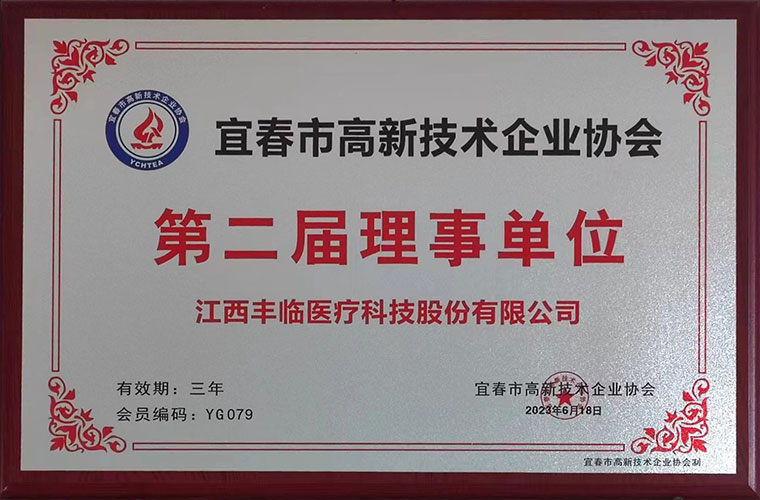 宜春市高新技术企业协会
YCHTEA
宜春市高新技术企业协会
第二届理事单位
江西丰临医疗科技股份有限公司
有效期：三年
会员编码：YG079
宜春市高新技术企业协会
2023年6月18日
宜春市高新技术企业协会制